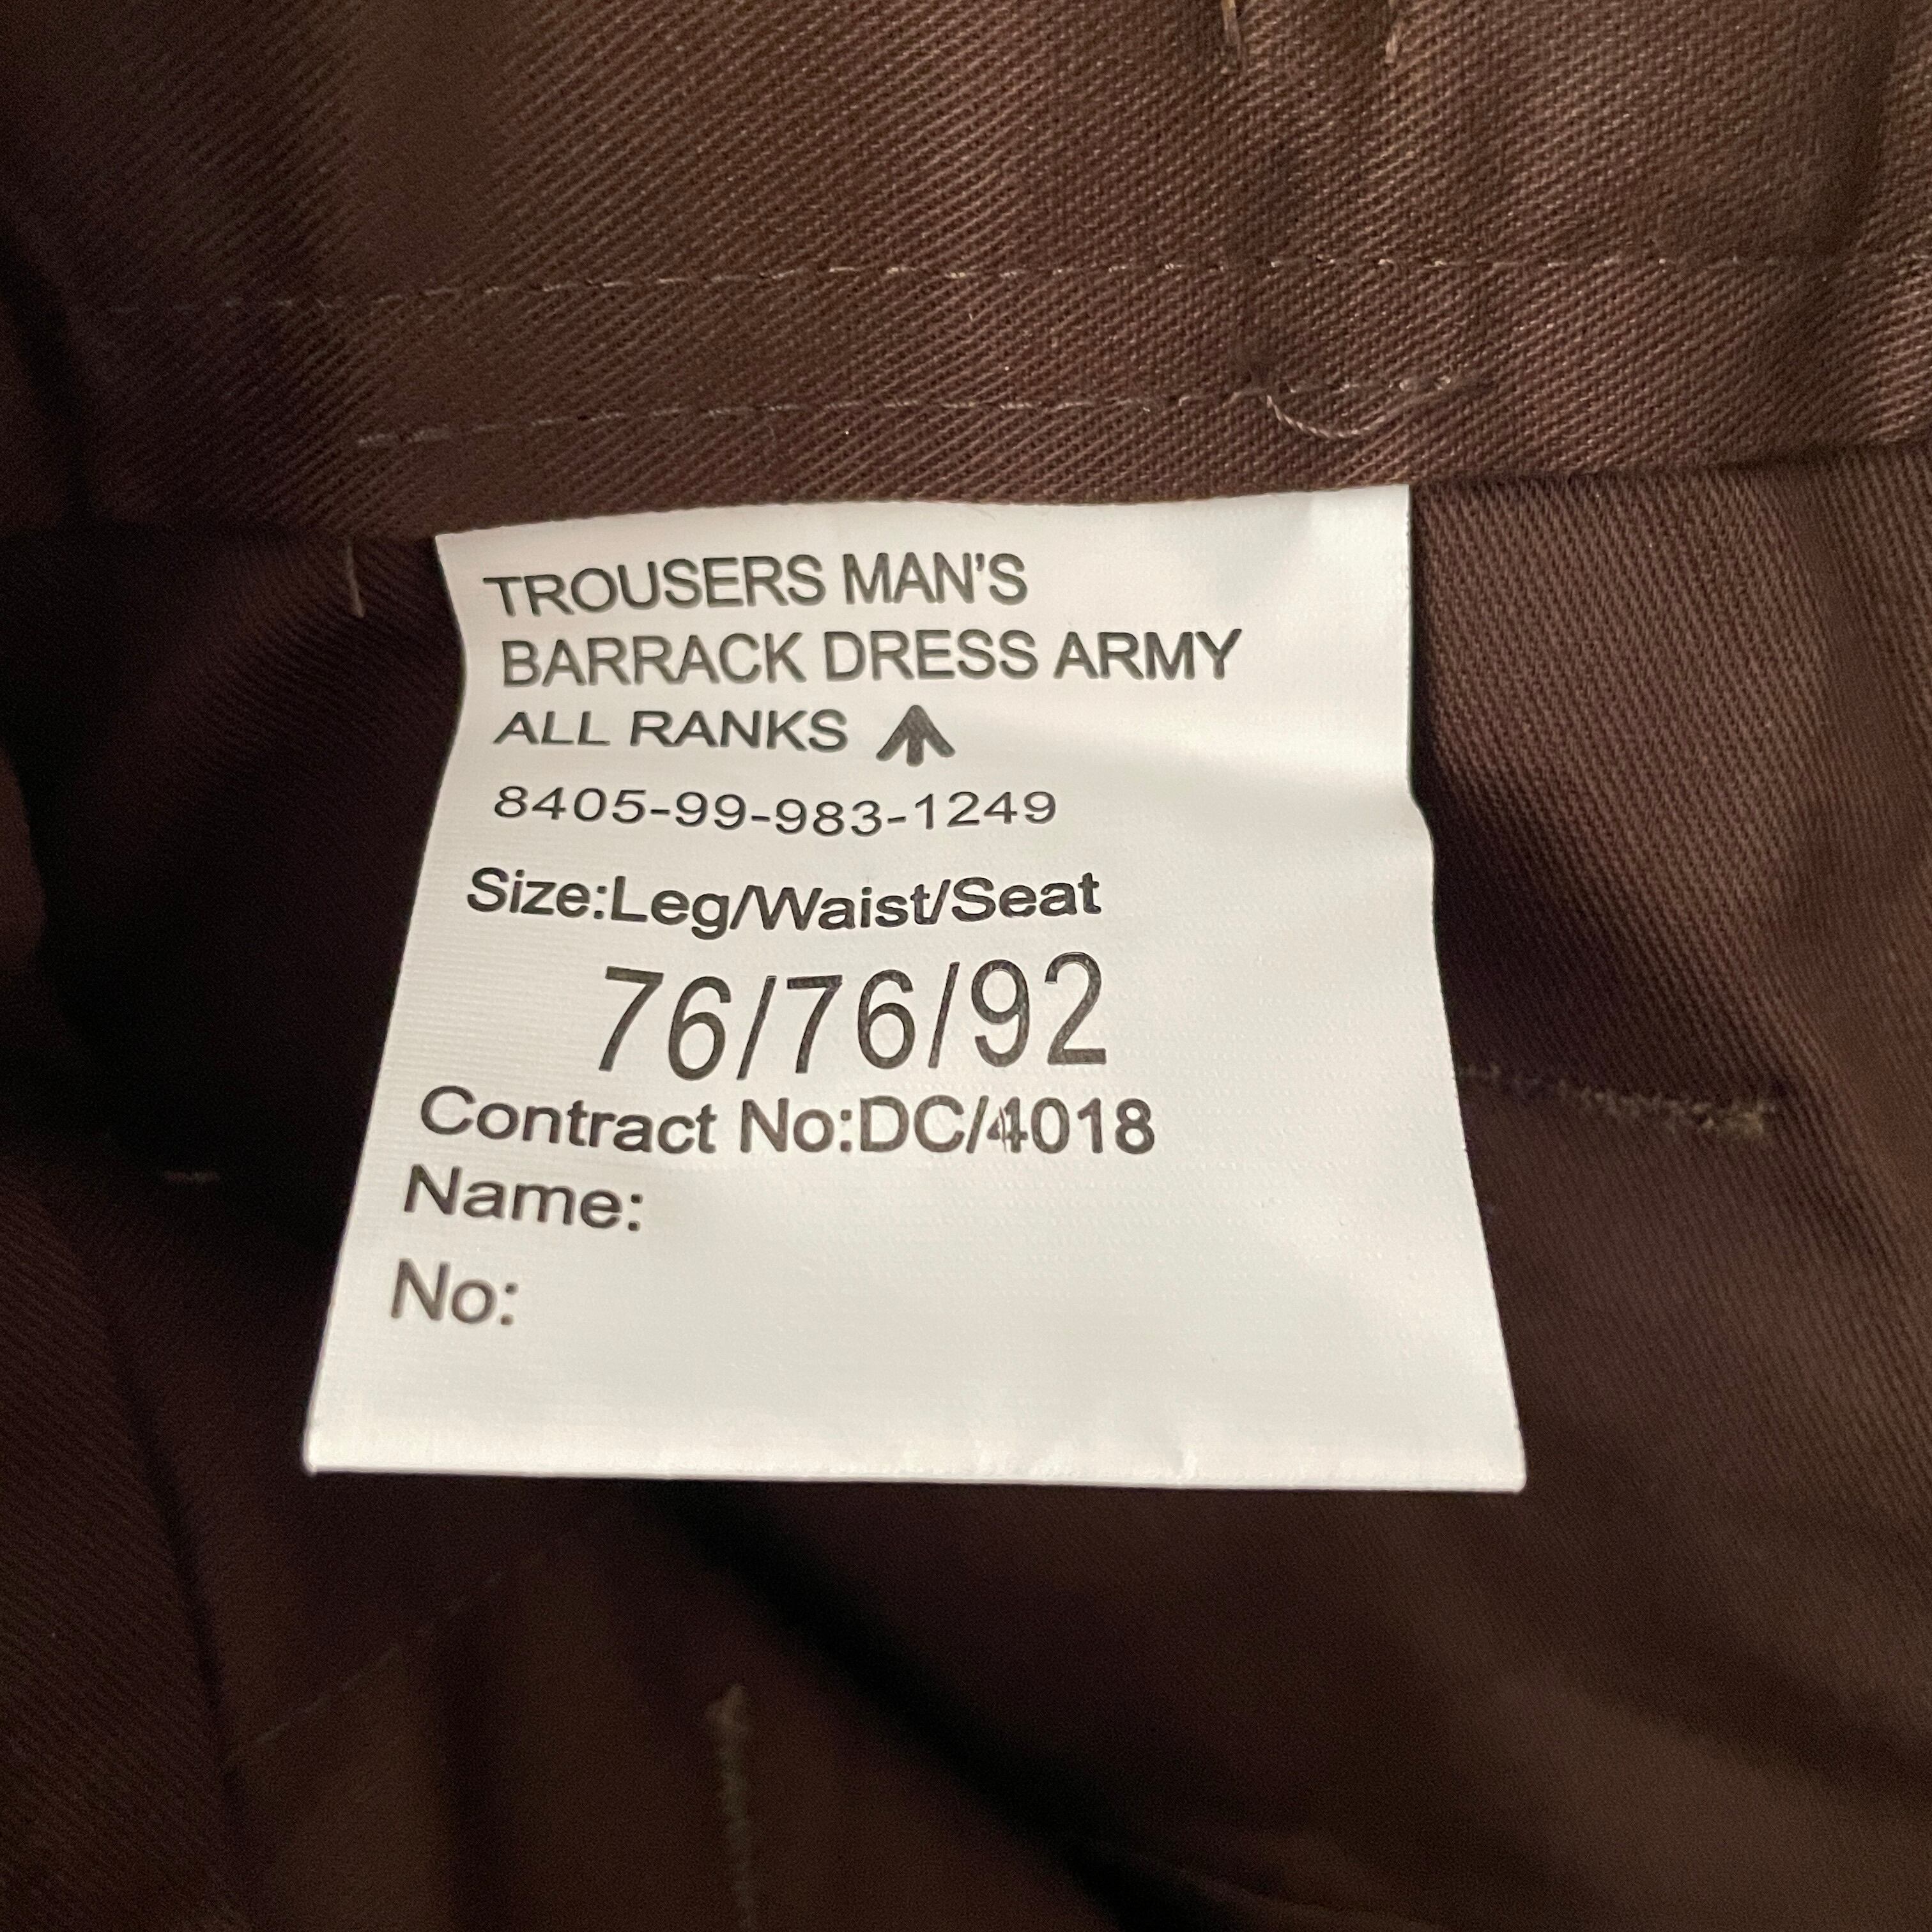 TROUSERS MAN'S
BARRACK DRESS ARMY
ALL RANKS
8405-99-983-1249
Size:Leg/Waist/Seat
76/76/92
Contract No:DC/4018
Name:
No: